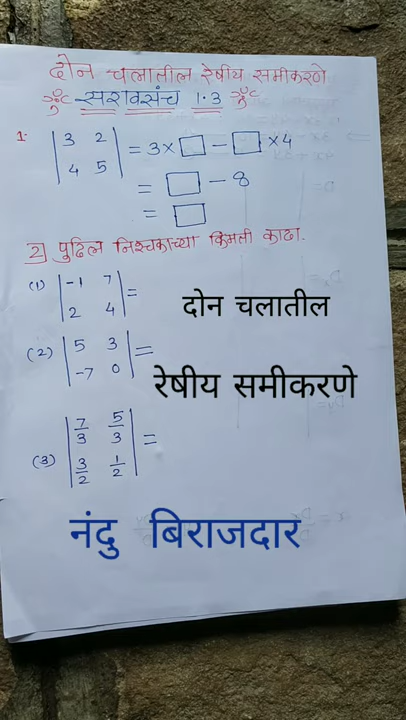 दोन चलातील रेषीय समीकरणे
ૐ सरावसंच 1.3 ૐ
1. | 3 2 | = 3 × □ − □ × 4
| 4 5 |
= □ − 8
= □
2] पुढिल निश्चकाच्या किमती काढा.
(1) | -1 7 | =
| 2 4 |
दोन चलातील
(2) | 5 3 | =
| -7 0 |
रेषीय समीकरणे
(3) | 7/3 5/3 | =
| 3/2 1/2 |
नंदु बिराजदार